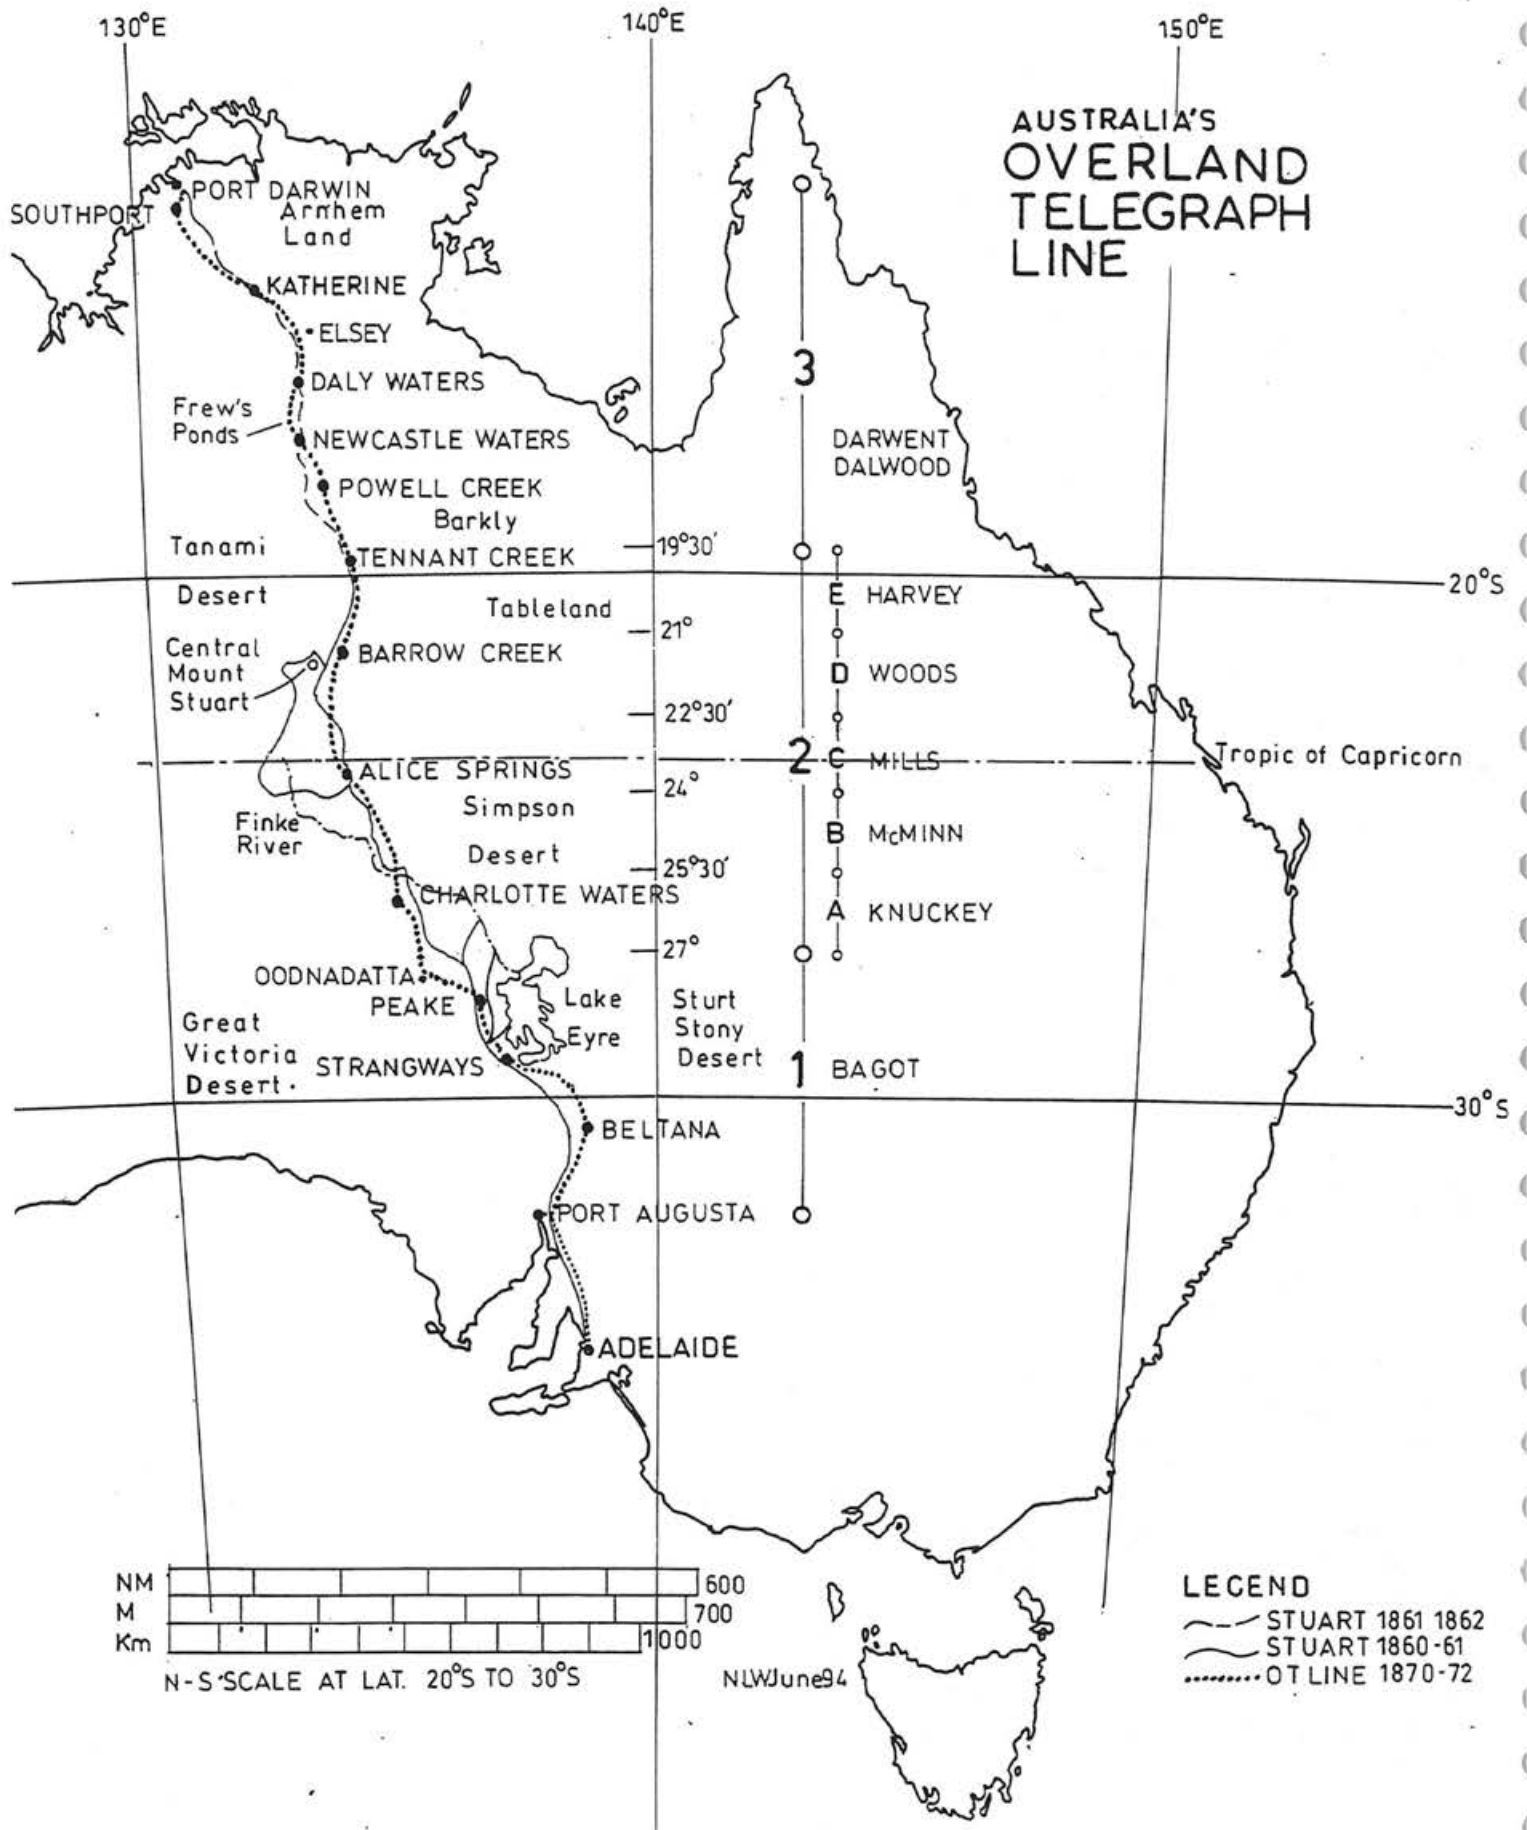 130°E
140°E
150°E
AUSTRALIA'S
OVERLAND
TELEGRAPH
LINE
PORT DARWIN
SOUTHPORT
Arnhem
Land
KATHERINE
ELSEY
3
DALY WATERS
Frew's
Ponds
NEWCASTLE WATERS
DARWENT
DALWOOD
POWELL CREEK
Barkly
Tanami
19°30'
TENNANT CREEK
20°S
Desert
Tableland
E HARVEY
21°
Central
Mount
Stuart
BARROW CREEK
D WOODS
22°30'
2
C MILLS
Tropic of Capricorn
ALICE SPRINGS
24°
Simpson
Finke
River
B McMINN
Desert
25°30'
CHARLOTTE WATERS
A KNUCKEY
27°
OODNADATTA
PEAKE
Lake
Eyre
Sturt
Stony
Desert
Great
Victoria
Desert
STRANGWAYS
1
BAGOT
30°S
BELTANA
PORT AUGUSTA
ADELAIDE
NM 600
M 700
Km 1000
N-S SCALE AT LAT. 20°S TO 30°S
NLWJune94
LEGEND
STUART 1861 1862
STUART 1860-61
OT LINE 1870-72